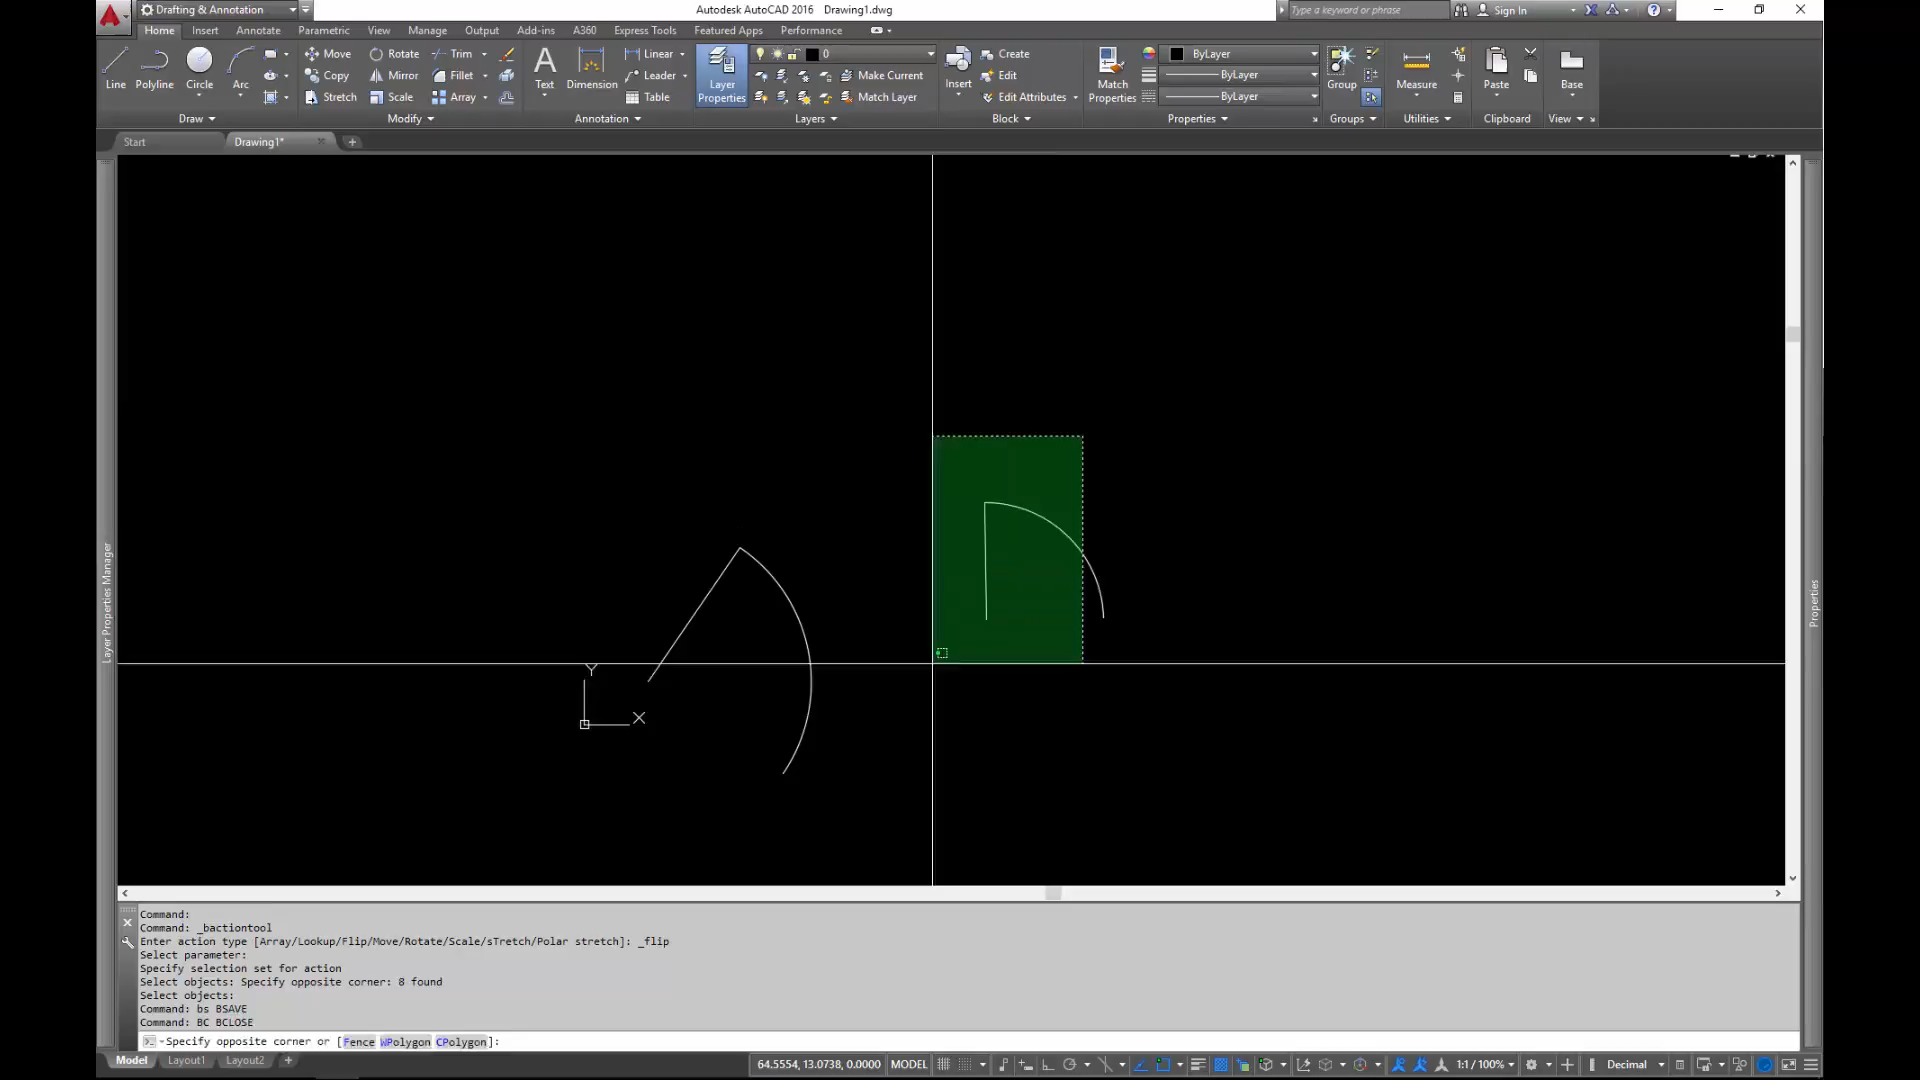 Drafting & Annotation
Autodesk AutoCAD 2016 Drawing1.dwg
Type a keyword or phrase
Sign In
Home Insert Annotate Parametric View Manage Output Add-ins A360 Express Tools Featured Apps Performance
Line Polyline Circle Arc
Move Rotate Trim
Copy Mirror Fillet
Stretch Scale Array
Text Dimension
Linear
Leader
Table
Layer Properties
0
Make Current
Match Layer
Insert
Create
Edit
Edit Attributes
Match Properties
ByLayer
ByLayer
ByLayer
Group
Measure
Paste
Base
Draw Modify Annotation Layers Block Properties Groups Utilities Clipboard View
Start Drawing1*
Layer Properties Manager
Properties
Y
X
Command:
Command: _bactiontool
Enter action type [Array/Lookup/Flip/Move/Rotate/Scale/sTretch/Polar stretch]: _flip
Select parameter:
Specify selection set for action
Select objects: Specify opposite corner: 8 found
Select objects:
Command: bs BSAVE
Command: BC BCLOSE
Specify opposite corner or [Fence WPolygon CPolygon]:
Model Layout1 Layout2 +
64.5554, 13.0738, 0.0000 MODEL 1:1 / 100% Decimal